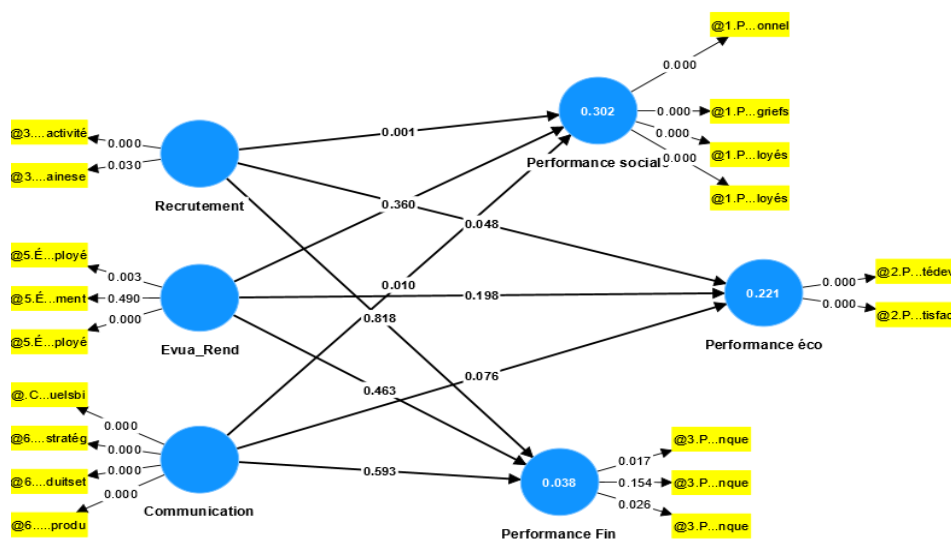 @1.P...onnel
0.000
@3....activité
0.000
0.302
0.000
@1.P...griefs
0.001
0.000
@3....ainese
0.030
@1.P...loyés
Performance sociale
0.000
Recrutement
@1.P...loyés
0.360
0.048
@5.É...ployé
0.003
0.000
@2.P...tédev
@5.É...ment
0.490
0.010
0.198
0.221
0.000
@2.P...tisfac
0.000
0.818
@5.É...ployé
Evua_Rend
Performance éco
0.076
0.463
@.C...uelsbi
0.000
@6....stratég
0.000
@3.P...nque
0.017
0.000
0.593
0.154
@3.P...nque
@6....duitset
0.038
0.000
0.026
@6.....produ
Communication
@3.P...nque
Performance Fin